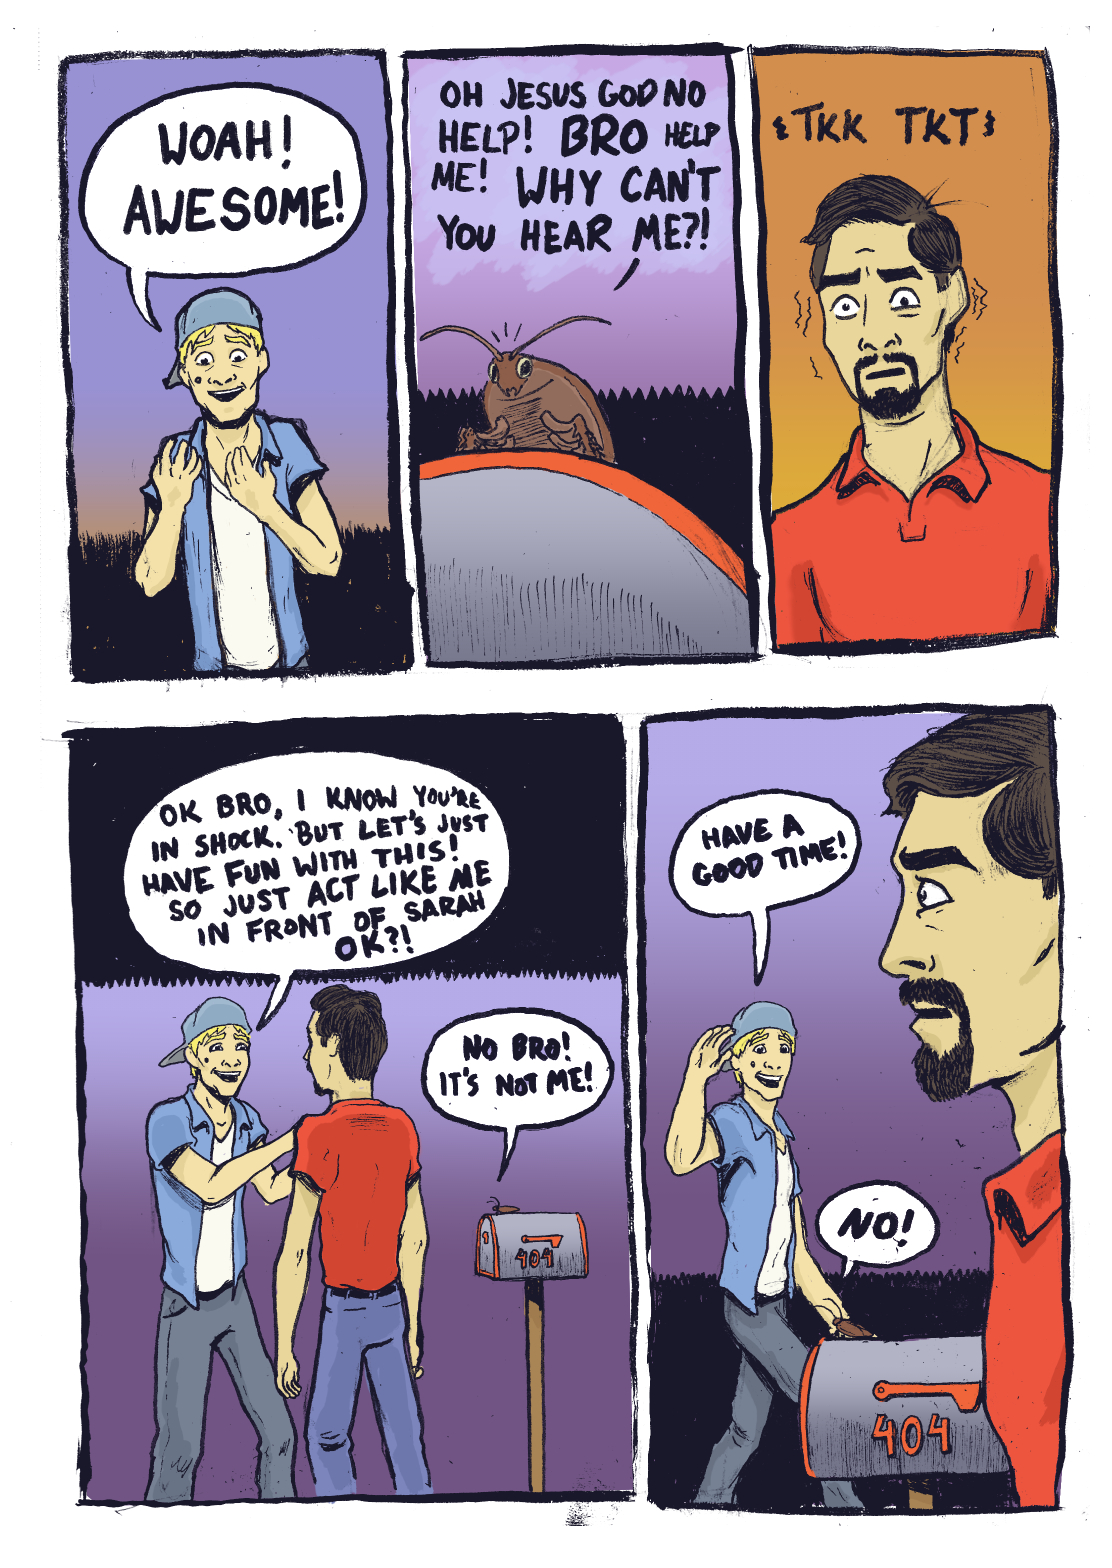 WOAH!
AWESOME!
OH JESUS GOD NO
HELP! BRO HELP
ME! WHY CAN'T
YOU HEAR ME?!
{TKK TKT}
OK BRO, I KNOW YOU'RE
IN SHOCK. BUT LET'S JUST
HAVE FUN WITH THIS!
SO JUST ACT LIKE ME
IN FRONT OF SARAH
OK?!
NO BRO!
IT'S NOT ME!
404
HAVE A
GOOD TIME!
NO!
404